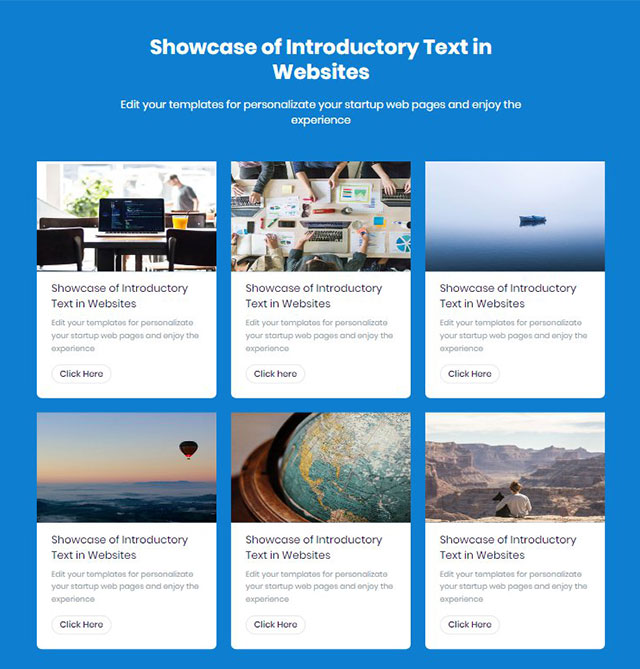 Showcase of Introductory Text in
Websites
Edit your templates for personalizate your startup web pages and enjoy the
experience
Showcase of Introductory
Text in Websites
Edit your templates for personalizate
your startup web pages and enjoy the
experience
Click Here
Showcase of Introductory
Text in Websites
Edit your templates for personalizate
your startup web pages and enjoy the
experience
Click here
Showcase of Introductory
Text in Websites
Edit your templates for personalizate
your startup web pages and enjoy the
experience
Click Here
Showcase of Introductory
Text in Websites
Edit your templates for personalizate
your startup web pages and enjoy the
experience
Click Here
Showcase of Introductory
Text in Websites
Edit your templates for personalizate
your startup web pages and enjoy the
experience
Click Here
Showcase of Introductory
Text in Websites
Edit your templates for personalizate
your startup web pages and enjoy the
experience
Click Here